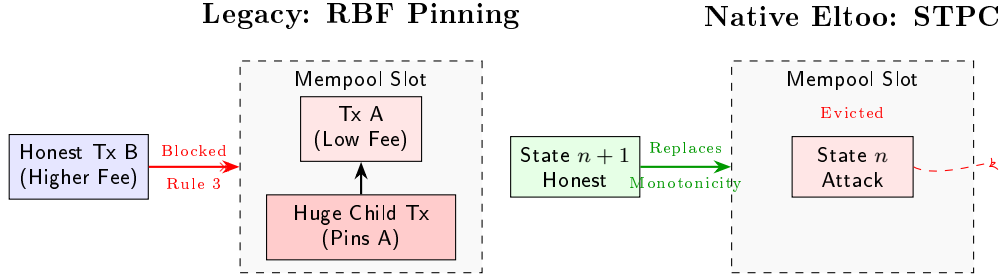 Legacy: RBF Pinning
Mempool Slot
Tx A
(Low Fee)
Honest Tx B
(Higher Fee)
Blocked
Rule 3
Huge Child Tx
(Pins A)
Native Eltoo: STPC
Mempool Slot
Evicted
State n + 1
Honest
Replaces
Monotonicity
State n
Attack